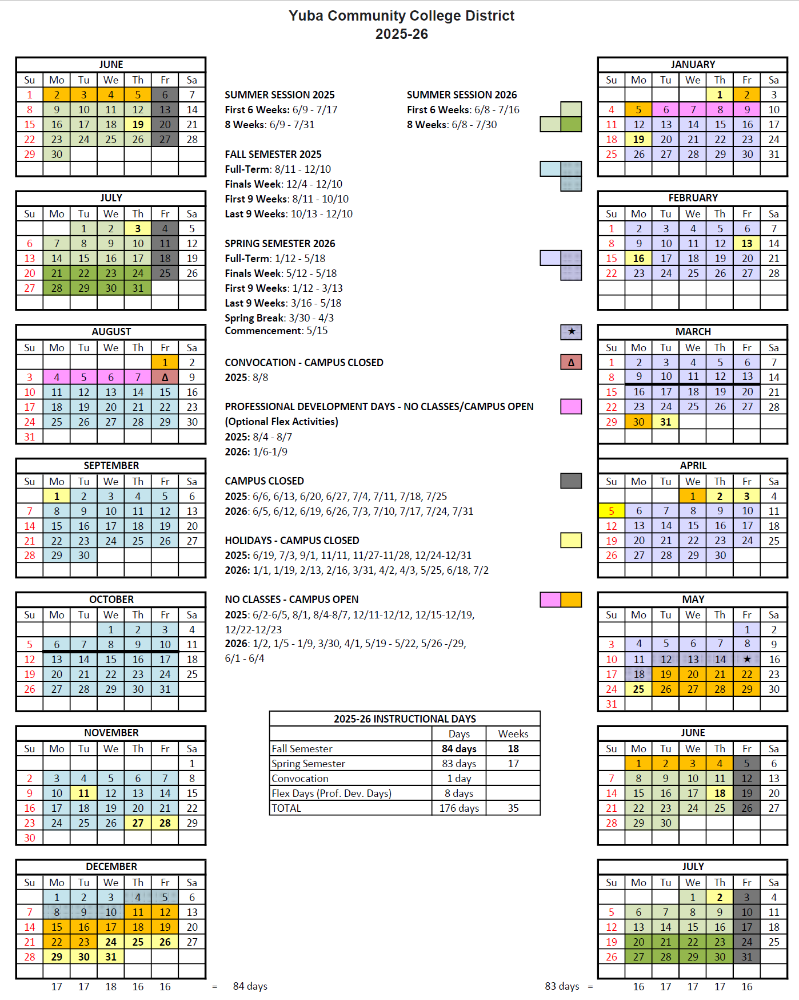 Yuba Community College District
2025-26
JUNE
Su Mo Tu We Th Fr Sa
1 2 3 4 5 6 7
8 9 10 11 12 13 14
15 16 17 18 19 20 21
22 23 24 25 26 27 28
29 30
JULY
Su Mo Tu We Th Fr Sa
1 2 3 4 5
6 7 8 9 10 11 12
13 14 15 16 17 18 19
20 21 22 23 24 25 26
27 28 29 30 31
AUGUST
Su Mo Tu We Th Fr Sa
1 2
3 4 5 6 7 Δ 9
10 11 12 13 14 15 16
17 18 19 20 21 22 23
24 25 26 27 28 29 30
31
SEPTEMBER
Su Mo Tu We Th Fr Sa
1 2 3 4 5 6
7 8 9 10 11 12 13
14 15 16 17 18 19 20
21 22 23 24 25 26 27
28 29 30
OCTOBER
Su Mo Tu We Th Fr Sa
1 2 3 4
5 6 7 8 9 10 11
12 13 14 15 16 17 18
19 20 21 22 23 24 25
26 27 28 29 30 31
NOVEMBER
Su Mo Tu We Th Fr Sa
1
2 3 4 5 6 7 8
9 10 11 12 13 14 15
16 17 18 19 20 21 22
23 24 25 26 27 28 29
30
DECEMBER
Su Mo Tu We Th Fr Sa
1 2 3 4 5 6
7 8 9 10 11 12 13
14 15 16 17 18 19 20
21 22 23 24 25 26 27
28 29 30 31
17 17 18 16 16 = 84 days
SUMMER SESSION 2025
First 6 Weeks: 6/9 - 7/17
8 Weeks: 6/9 - 7/31
SUMMER SESSION 2026
First 6 Weeks: 6/8 - 7/16
8 Weeks: 6/8 - 7/30
FALL SEMESTER 2025
Full-Term: 8/11 - 12/10
Finals Week: 12/4 - 12/10
First 9 Weeks: 8/11 - 10/10
Last 9 Weeks: 10/13 - 12/10
SPRING SEMESTER 2026
Full-Term: 1/12 - 5/18
Finals Week: 5/12 - 5/18
First 9 Weeks: 1/12 - 3/13
Last 9 Weeks: 3/16 - 5/18
Spring Break: 3/30 - 4/3
Commencement: 5/15 ★
CONVOCATION - CAMPUS CLOSED Δ
2025: 8/8
PROFESSIONAL DEVELOPMENT DAYS - NO CLASSES/CAMPUS OPEN
(Optional Flex Activities)
2025: 8/4 - 8/7
2026: 1/6-1/9
CAMPUS CLOSED
2025: 6/6, 6/13, 6/20, 6/27, 7/4, 7/11, 7/18, 7/25
2026: 6/5, 6/12, 6/19, 6/26, 7/3, 7/10, 7/17, 7/24, 7/31
HOLIDAYS - CAMPUS CLOSED
2025: 6/19, 7/3, 9/1, 11/11, 11/27-11/28, 12/24-12/31
2026: 1/1, 1/19, 2/13, 2/16, 3/31, 4/2, 4/3, 5/25, 6/18, 7/2
NO CLASSES - CAMPUS OPEN
2025: 6/2-6/5, 8/1, 8/4-8/7, 12/11-12/12, 12/15-12/19,
12/22-12/23
2026: 1/2, 1/5 - 1/9, 3/30, 4/1, 5/19 - 5/22, 5/26 -/29,
6/1 - 6/4
2025-26 INSTRUCTIONAL DAYS
Days Weeks
Fall Semester 84 days 18
Spring Semester 83 days 17
Convocation 1 day
Flex Days (Prof. Dev. Days) 8 days
TOTAL 176 days 35
JANUARY
Su Mo Tu We Th Fr Sa
1 2 3
4 5 6 7 8 9 10
11 12 13 14 15 16 17
18 19 20 21 22 23 24
25 26 27 28 29 30 31
FEBRUARY
Su Mo Tu We Th Fr Sa
1 2 3 4 5 6 7
8 9 10 11 12 13 14
15 16 17 18 19 20 21
22 23 24 25 26 27 28
MARCH
Su Mo Tu We Th Fr Sa
1 2 3 4 5 6 7
8 9 10 11 12 13 14
15 16 17 18 19 20 21
22 23 24 25 26 27 28
29 30 31
APRIL
Su Mo Tu We Th Fr Sa
1 2 3 4
5 6 7 8 9 10 11
12 13 14 15 16 17 18
19 20 21 22 23 24 25
26 27 28 29 30
MAY
Su Mo Tu We Th Fr Sa
1 2
3 4 5 6 7 8 9
10 11 12 13 14 ★ 16
17 18 19 20 21 22 23
24 25 26 27 28 29 30
31
JUNE
Su Mo Tu We Th Fr Sa
1 2 3 4 5 6
7 8 9 10 11 12 13
14 15 16 17 18 19 20
21 22 23 24 25 26 27
28 29 30
JULY
Su Mo Tu We Th Fr Sa
1 2 3 4
5 6 7 8 9 10 11
12 13 14 15 16 17 18
19 20 21 22 23 24 25
26 27 28 29 30 31
83 days = 16 17 17 17 16